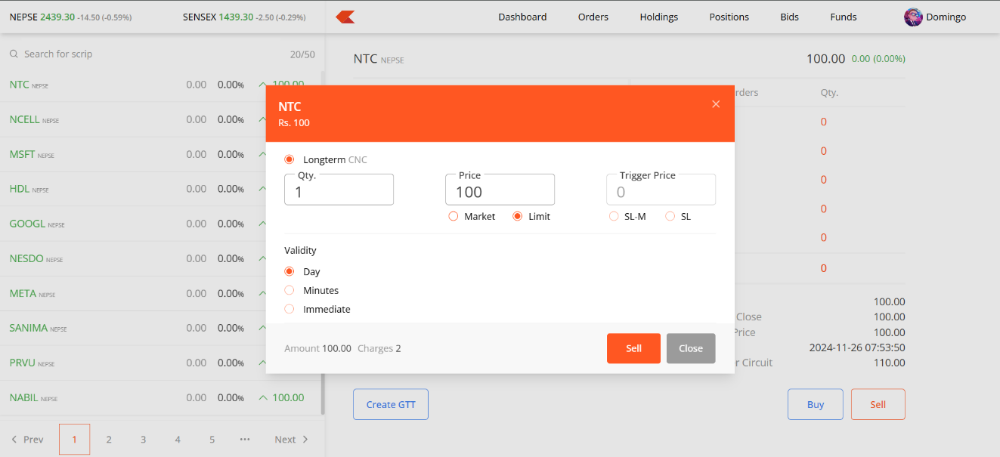 NEPSE 2439.30 -14.50 (-0.59%) SENSEX 1439.30 -2.50 (-0.29%) Dashboard Orders Holdings Positions Bids Funds Domingo
Search for scrip 20/50
NTC NEPSE 0.00 0.00% 100.00
NCELL NEPSE 0.00 0.00%
MSFT NEPSE 0.00 0.00%
HDL NEPSE 0.00 0.00%
GOOGL NEPSE 0.00 0.00%
NESDO NEPSE 0.00 0.00%
META NEPSE 0.00 0.00%
SANIMA NEPSE 0.00 0.00%
PRVU NEPSE 0.00 0.00%
NABIL NEPSE 0.00 0.00% 100.00
Prev 1 2 3 4 5 ••• Next
NTC NEPSE 100.00 0.00 (0.00%)
Qty.
0
0
0
0
0
0
100.00
Close 100.00
Price 100.00
2024-11-26 07:53:50
Circuit 110.00
Create GTT Buy Sell
NTC
Rs. 100
Longterm CNC
Qty. Price Trigger Price
1 100 0
Market Limit SL-M SL
Validity
Day
Minutes
Immediate
Amount 100.00 Charges 2 Sell Close